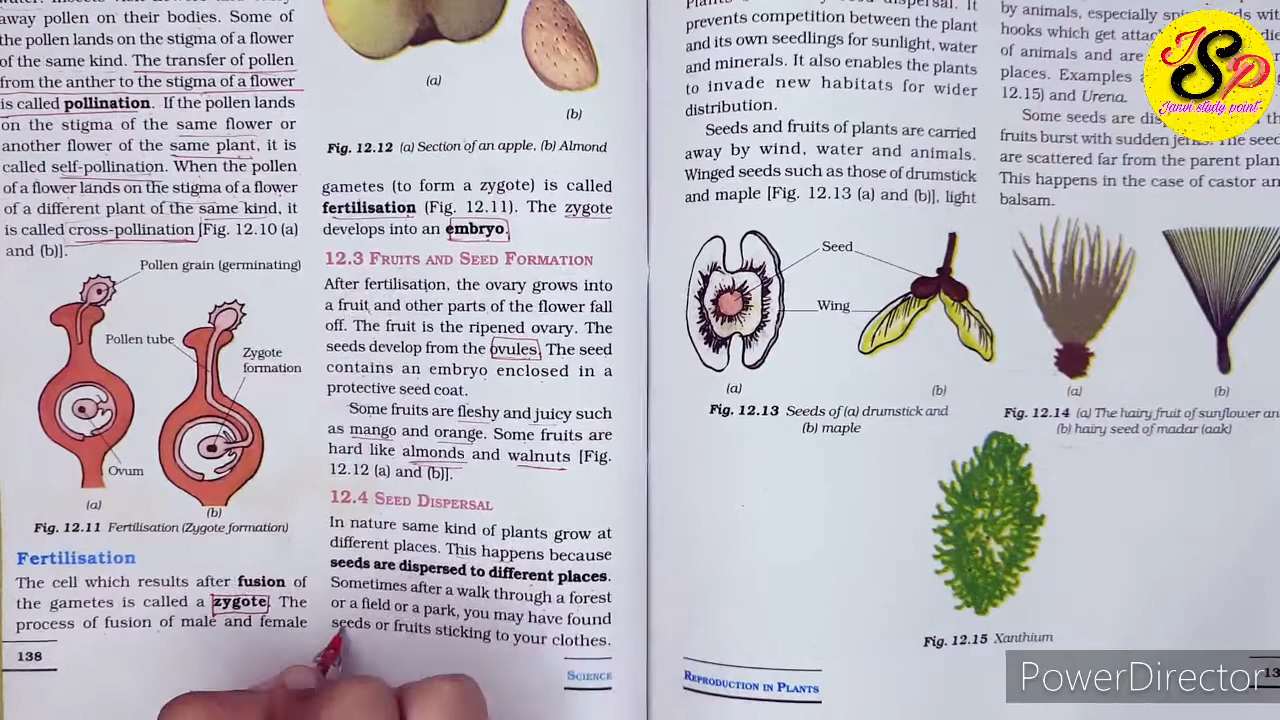 away pollen on their bodies. Some of
the pollen lands on the stigma of a flower
of the same kind. The transfer of pollen
from the anther to the stigma of a flower
is called pollination. If the pollen lands
on the stigma of the same flower or
another flower of the same plant, it is
called self-pollination. When the pollen
of a flower lands on the stigma of a flower
of a different plant of the same kind, it
is called cross-pollination [Fig. 12.10 (a)
and (b)].
Pollen grain (germinating)
Pollen tube
Zygote
formation
Ovum
(a)
(b)
Fig. 12.11 Fertilisation (Zygote formation)
Fertilisation
The cell which results after fusion of
the gametes is called a zygote. The
process of fusion of male and female
138
(a)
(b)
Fig. 12.12 (a) Section of an apple, (b) Almond
gametes (to form a zygote) is called
fertilisation (Fig. 12.11). The zygote
develops into an embryo.
12.3 FRUITS AND SEED FORMATION
After fertilisation, the ovary grows into
a fruit and other parts of the flower fall
off. The fruit is the ripened ovary. The
seeds develop from the ovules. The seed
contains an embryo enclosed in a
protective seed coat.
Some fruits are fleshy and juicy such
as mango and orange. Some fruits are
hard like almonds and walnuts [Fig.
12.12 (a) and (b)].
12.4 SEED DISPERSAL
In nature same kind of plants grow at
different places. This happens because
seeds are dispersed to different places.
Sometimes after a walk through a forest
or a field or a park, you may have found
seeds or fruits sticking to your clothes.
SCIENCE
seed dispersal. It
prevents competition between the plant
and its own seedlings for sunlight, water
and minerals. It also enables the plants
to invade new habitats for wider
distribution.
Seeds and fruits of plants are carried
away by wind, water and animals.
Winged seeds such as those of drumstick
and maple [Fig. 12.13 (a) and (b)], light
Seed
Wing
(a)
(b)
Fig. 12.13 Seeds of (a) drumstick and
(b) maple
by animals, especially
hooks which get
of animals and are
places. Examples
12.15) and Urena.
Some seeds are
fruits burst with sudden
are scattered far from the parent
This happens in the case of castor
balsam.
(a)
(b)
Fig. 12.14 (a) The hairy fruit of sunflower
(b) hairy seed of madar (aak)
Fig. 12.15 Xanthium
REPRODUCTION IN PLANTS
JSP
Janvi study point
PowerDirector